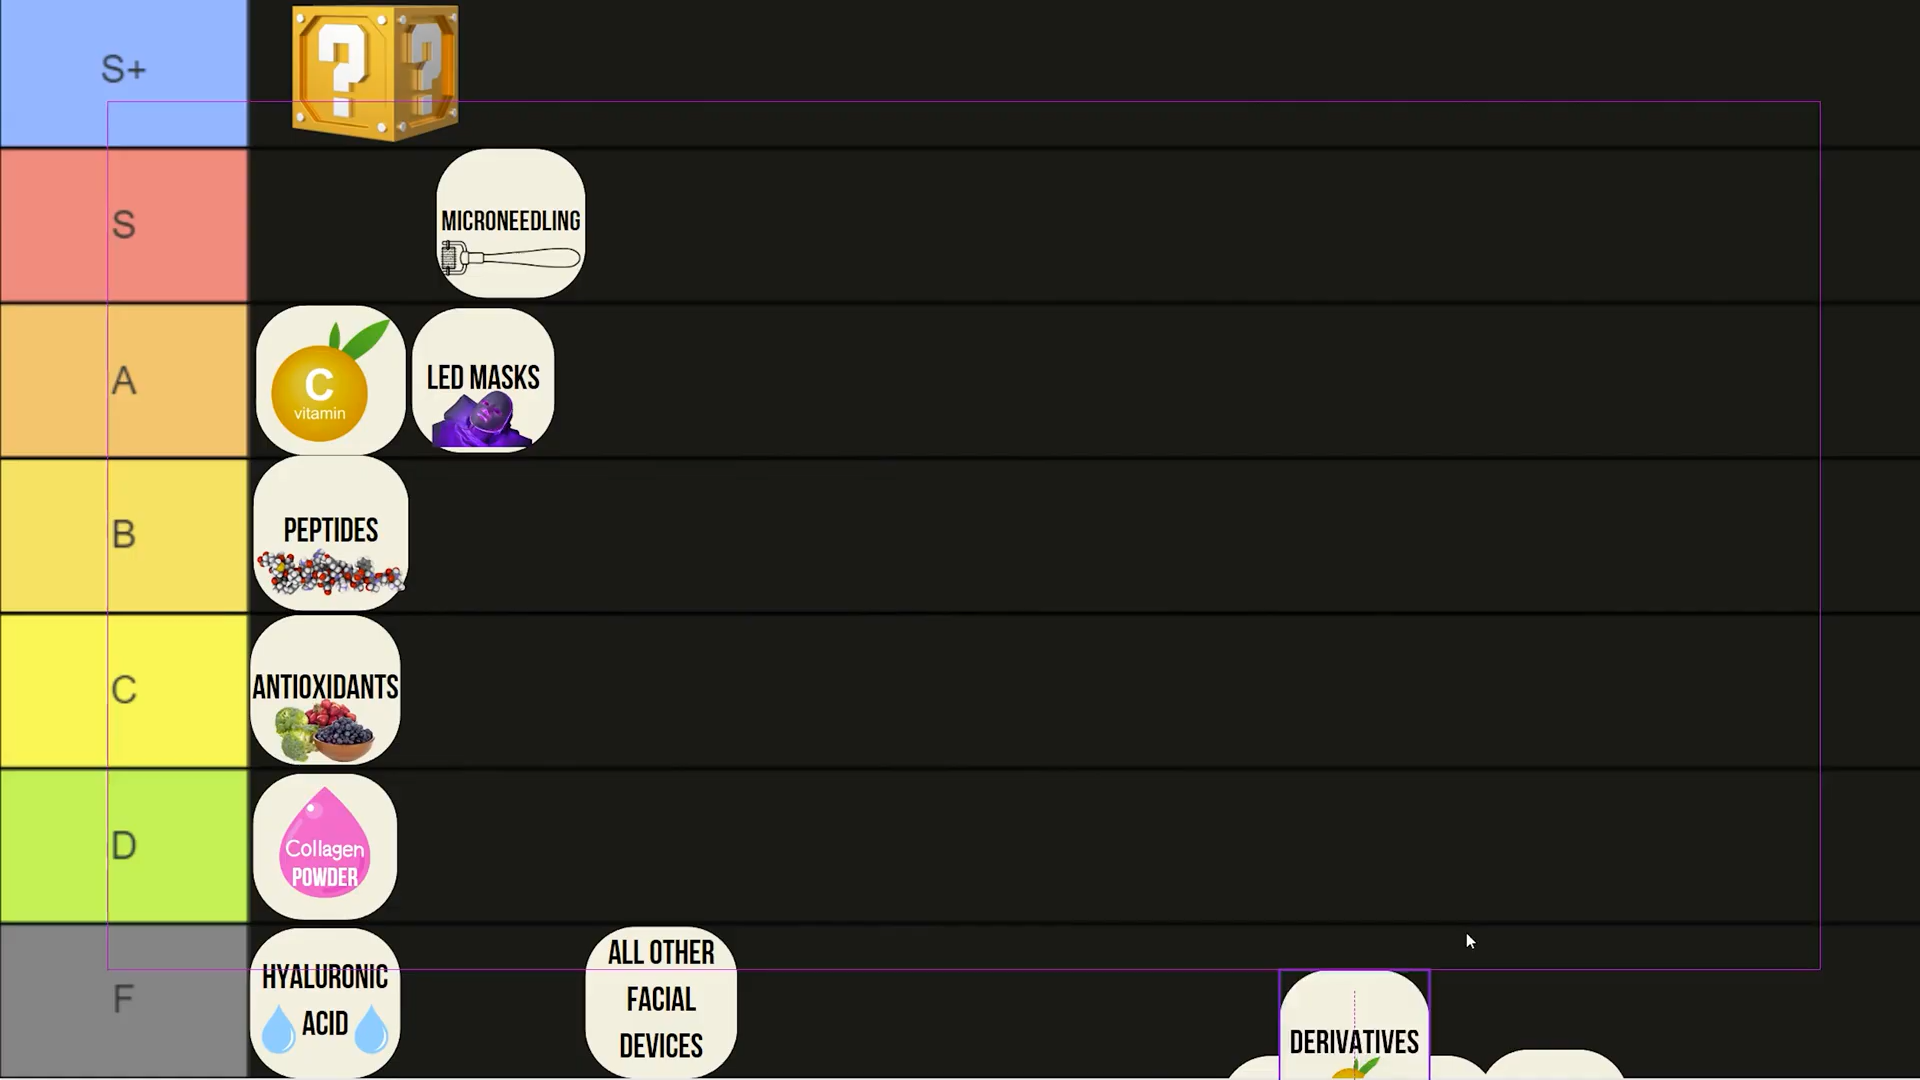 S+
? ?
S
MICRONEEDLING
A
C
vitamin
LED MASKS
B
PEPTIDES
C
ANTIOXIDANTS
D
Collagen
POWDER
F
HYALURONIC
ACID
ALL OTHER
FACIAL
DEVICES
DERIVATIVES